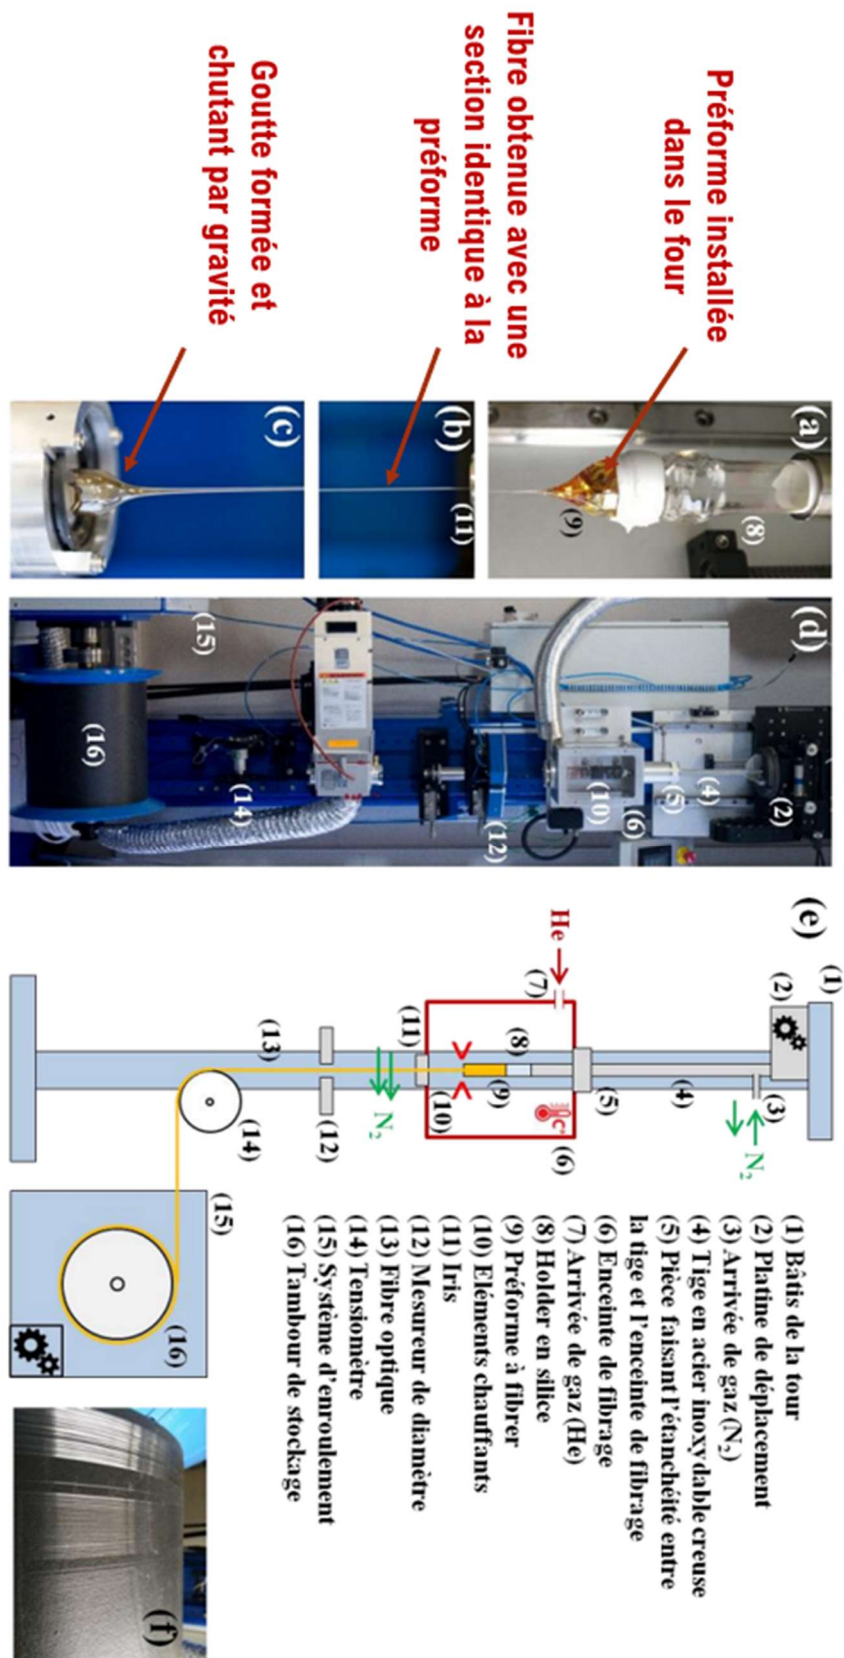 Préforme installée
dans le four
Fibre obtenue avec une
section identique à la
préforme
Goutte formée et
chutant par gravité
(a)
(8)
(9)
(b)
(11)
(c)
(d)
(2)
(4)
(5)
(6)
(10)
(12)
(14)
(15)
(16)
(e)
(1)
(2)
(3)
N₂
(4)
(5)
(6)
He
(7)
(8)
°C
(9)
(10)
(11)
N₂
(12)
(13)
(14)
(15)
(16)
(1) Bâtis de la tour
(2) Platine de déplacement
(3) Arrivée de gaz (N₂)
(4) Tige en acier inoxydable creuse
(5) Pièce faisant l'étanchéité entre
la tige et l'enceinte de fibrage
(6) Enceinte de fibrage
(7) Arrivée de gaz (He)
(8) Holder en silice
(9) Préforme à fibrer
(10) Eléments chauffants
(11) Iris
(12) Mesureur de diamètre
(13) Fibre optique
(14) Tensiomètre
(15) Système d'enroulement
(16) Tambour de stockage
(f)